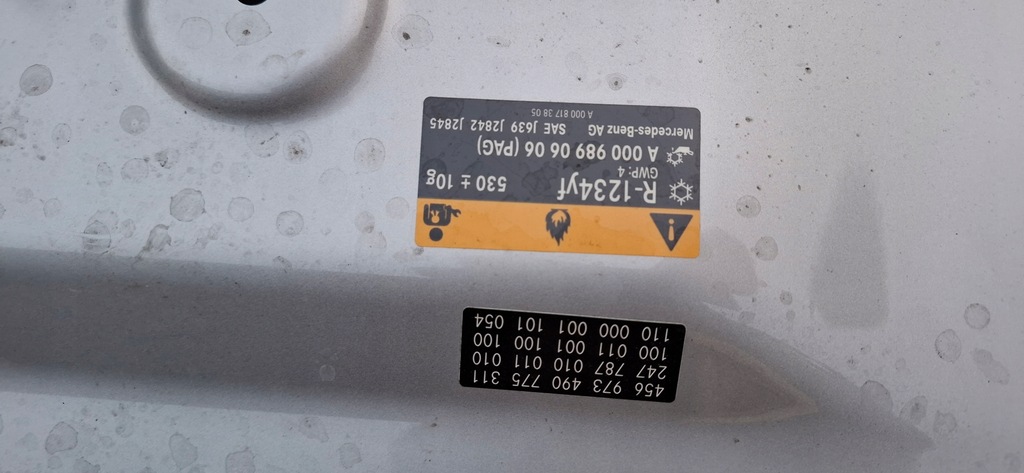 R-1234yf 530 ± 10g
GWP: 4
A 000 989 06 06 (PAG)
Mercedes-Benz AG SAE J639 J2842 J2845
A 000 817 38 05
456 973 490 775 311
247 787 010 011 010
100 011 001 100 100
110 000 001 101 054